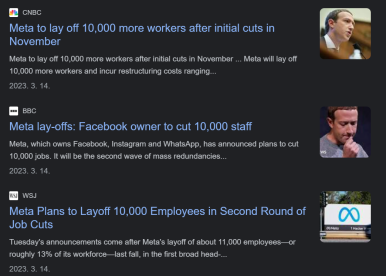 CNBC
Meta to lay off 10,000 more workers after initial cuts in
November
Meta to lay off 10,000 more workers after initial cuts in November ... Meta will lay off
10,000 more workers and incur restructuring costs ranging...
2023. 3. 14.
BBC
Meta lay-offs: Facebook owner to cut 10,000 staff
Meta, which owns Facebook, Instagram and WhatsApp, has announced plans to cut
10,000 jobs. It will be the second wave of mass redundancies...
2023. 3. 14.
WSJ
Meta Plans to Layoff 10,000 Employees in Second Round of
Job Cuts
Tuesday's announcements come after Meta's layoff of about 11,000 employees—or
roughly 13% of its workforce—last fall, in the first broad head-...
2023. 3. 14.